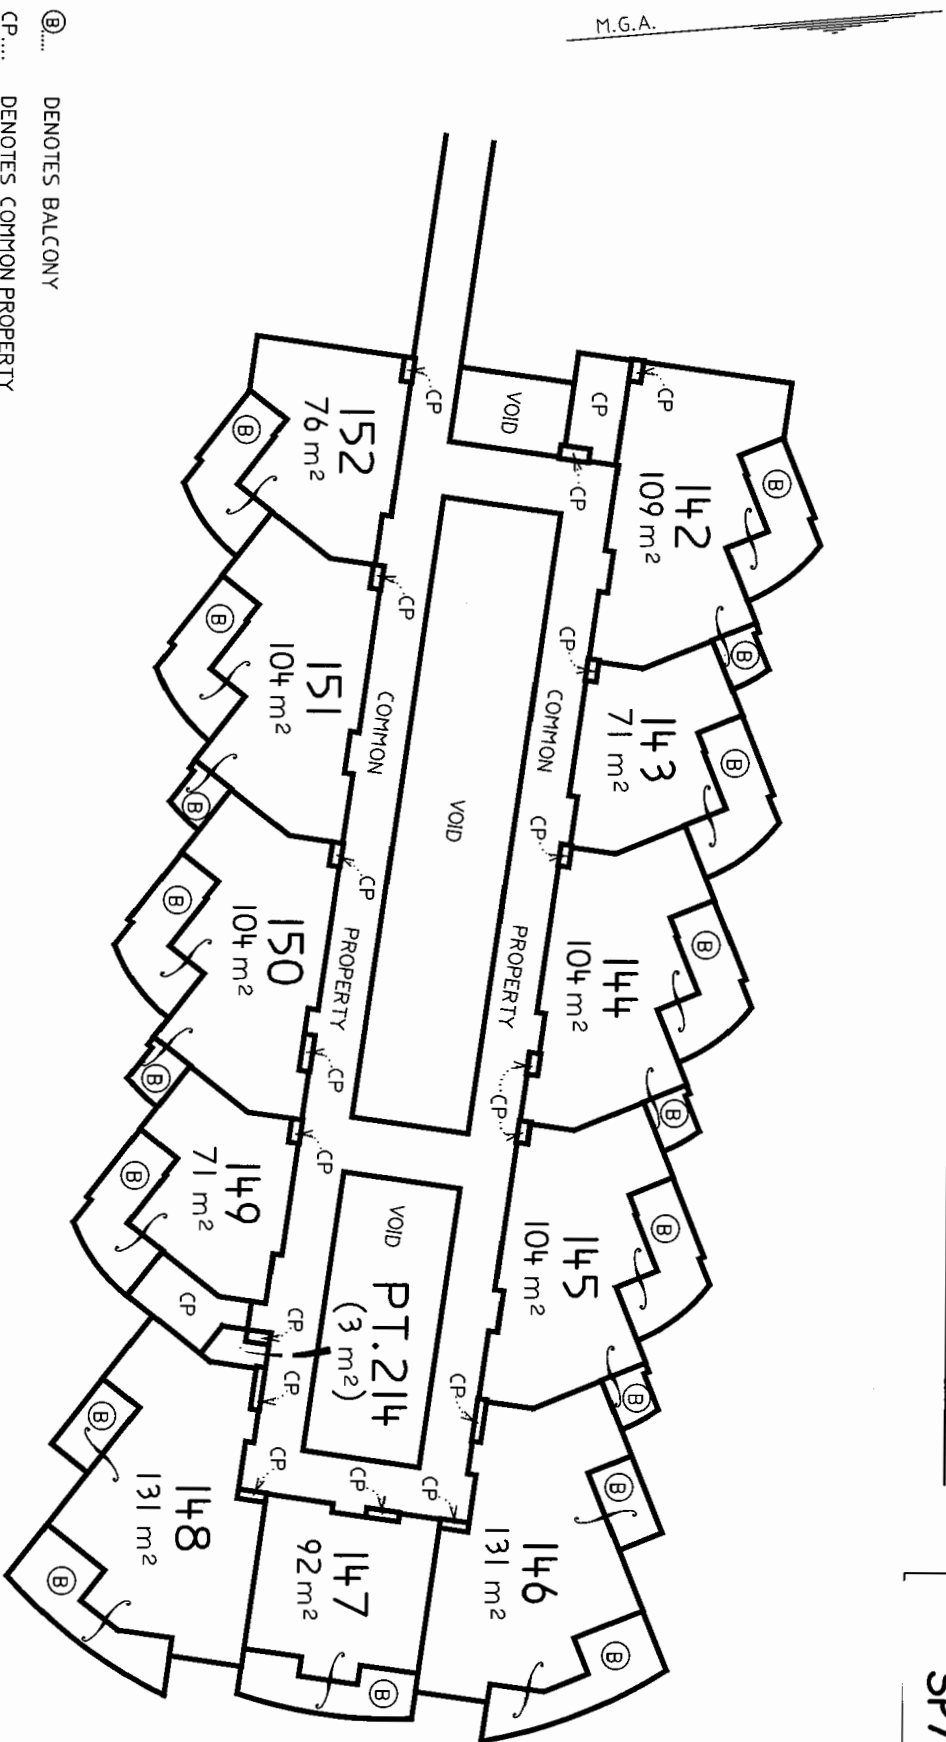 M.G.A.
Ⓑ.... DENOTES BALCONY
CP.... DENOTES COMMON PROPERTY
SP7
142
109 m²
Ⓑ
Ⓑ
CP
CP
CP
VOID
152
76 m²
Ⓑ
CP
143
71 m²
Ⓑ
CP
151
104 m²
Ⓑ
Ⓑ
CP
144
104 m²
Ⓑ
Ⓑ
CP
COMMON
PROPERTY
VOID
COMMON
PROPERTY
150
104 m²
Ⓑ
Ⓑ
CP
CP
145
104 m²
Ⓑ
Ⓑ
CP
149
71 m²
Ⓑ
CP
CP
CP
CP
VOID
PT.214
(3 m²)
146
131 m²
Ⓑ
Ⓑ
CP
CP
147
92 m²
Ⓑ
CP
148
131 m²
Ⓑ
Ⓑ
CP